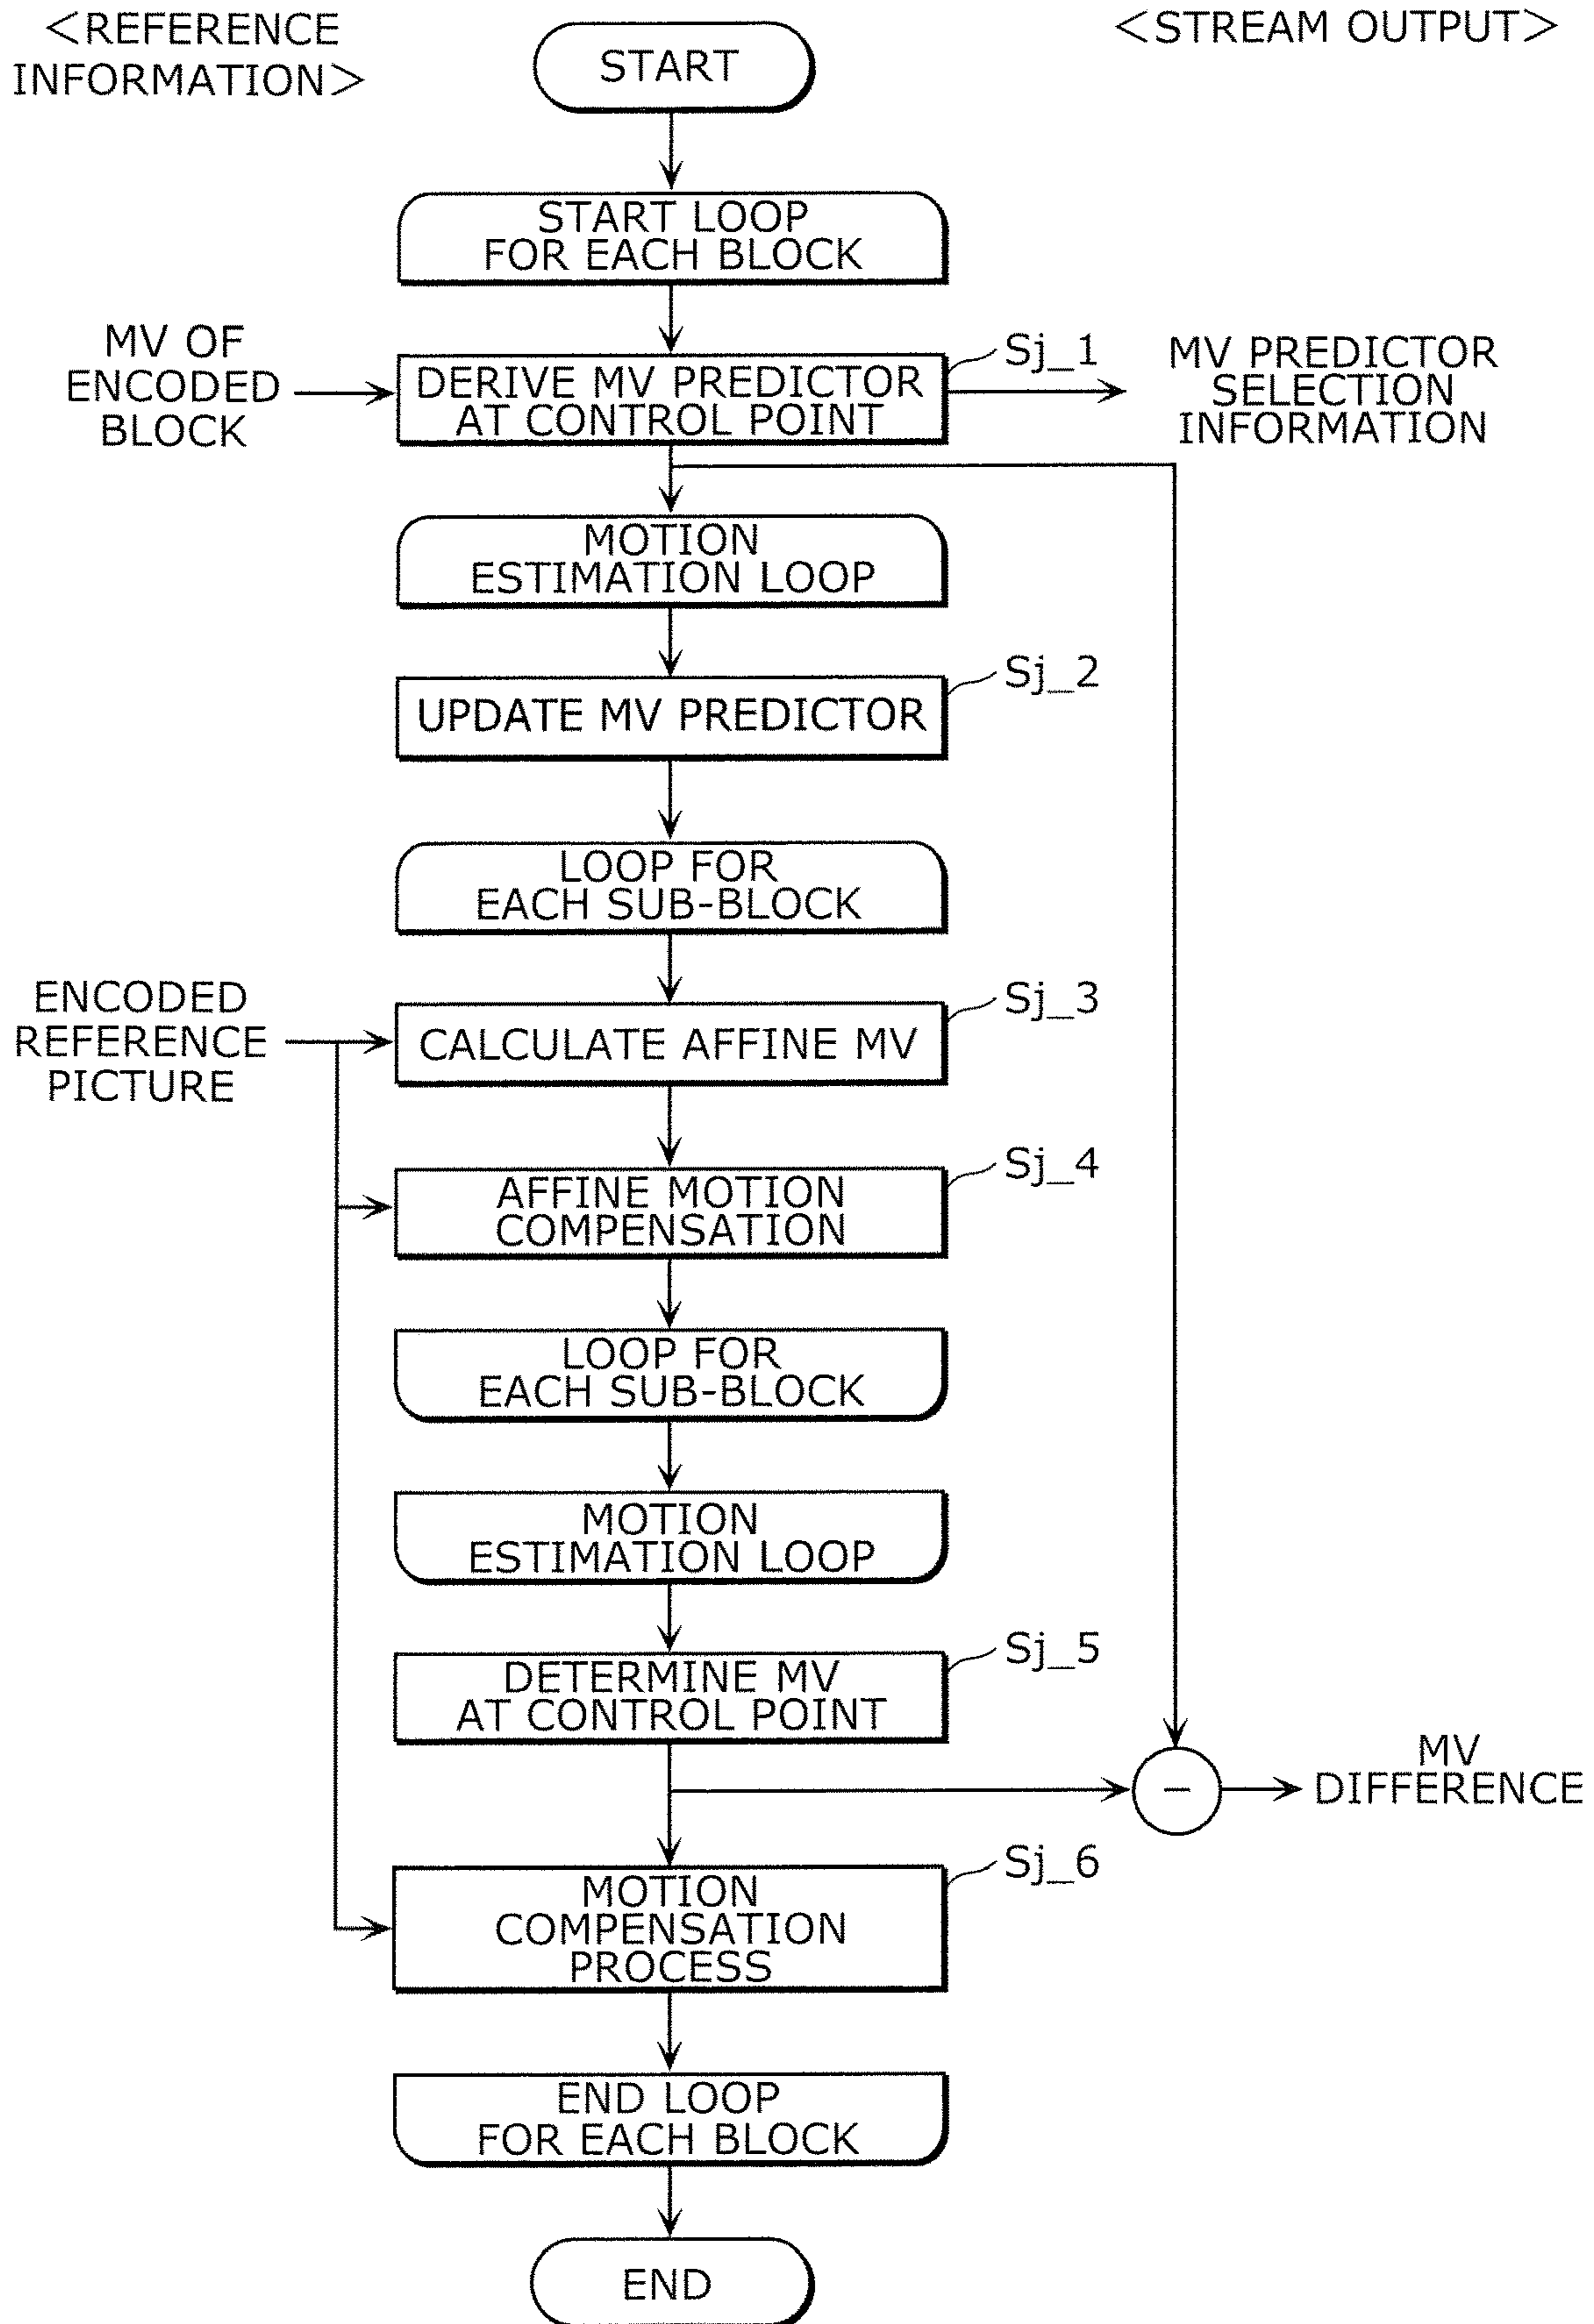 <REFERENCE
INFORMATION>
<STREAM OUTPUT>
START
START LOOP
FOR EACH BLOCK
MV OF
ENCODED
BLOCK
DERIVE MV PREDICTOR
AT CONTROL POINT
Sj_1
MV PREDICTOR
SELECTION
INFORMATION
MOTION
ESTIMATION LOOP
Sj_2
UPDATE MV PREDICTOR
LOOP FOR
EACH SUB-BLOCK
ENCODED
REFERENCE
PICTURE
Sj_3
CALCULATE AFFINE MV
Sj_4
AFFINE MOTION
COMPENSATION
LOOP FOR
EACH SUB-BLOCK
MOTION
ESTIMATION LOOP
Sj_5
DETERMINE MV
AT CONTROL POINT
−
MV
DIFFERENCE
Sj_6
MOTION
COMPENSATION
PROCESS
END LOOP
FOR EACH BLOCK
END